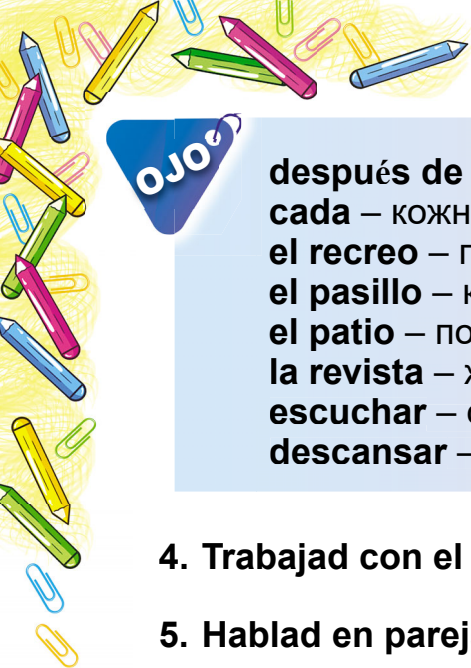 OJO
después de
cada – кожн
el recreo – п
el pasillo – к
el patio – по
la revista – ж
escuchar – с
descansar –
4. Trabajad con el
5. Hablad en parej